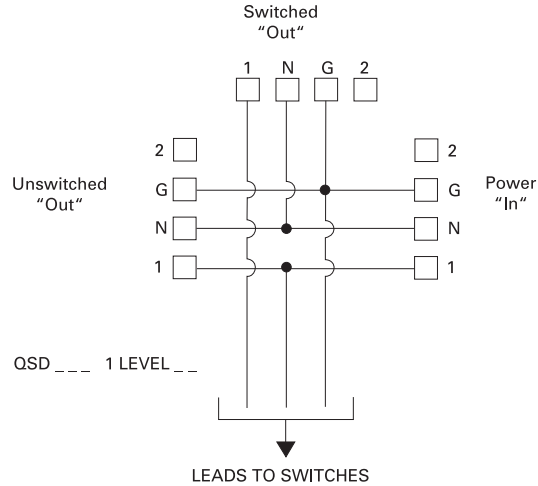 Switched
“Out“
1 N G 2
2
2
Unswitched
“Out“
G
G
Power
“In“
N
N
1
1
QSD _ _ _ 1 LEVEL _ _
LEADS TO SWITCHES